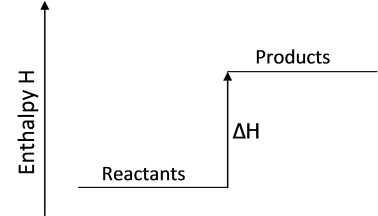 Products
Enthalpy H
ΔH
Reactants